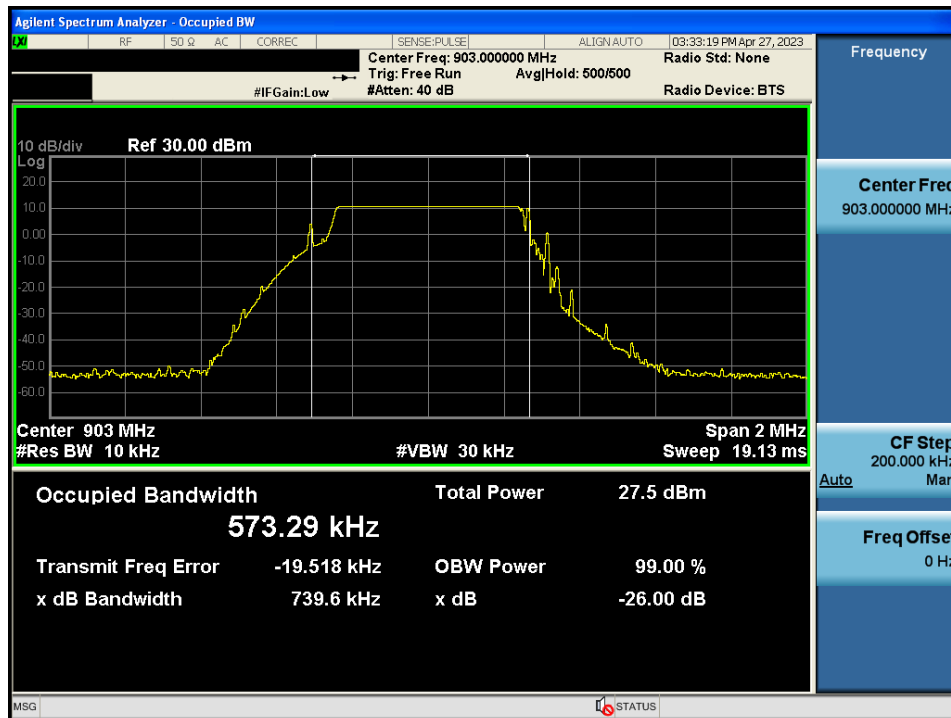 Agilent Spectrum Analyzer - Occupied BW
LXI RF 50 Ω AC CORREC SENSE:PULSE ALIGN AUTO 03:33:19 PM Apr 27, 2023
Center Freq: 903.000000 MHz Radio Std: None
Trig: Free Run Avg|Hold: 500/500
#IFGain:Low #Atten: 40 dB Radio Device: BTS
10 dB/div Ref 30.00 dBm
Log
20.0
10.0
0.00
-10.0
-20.0
-30.0
-40.0
-50.0
-60.0
Center 903 MHz Span 2 MHz
#Res BW 10 kHz #VBW 30 kHz Sweep 19.13 ms
Occupied Bandwidth Total Power 27.5 dBm
573.29 kHz
Transmit Freq Error -19.518 kHz OBW Power 99.00 %
x dB Bandwidth 739.6 kHz x dB -26.00 dB
Frequency
Center Freq
903.000000 MHz
CF Step
200.000 kHz
Auto Man
Freq Offset
0 Hz
MSG STATUS